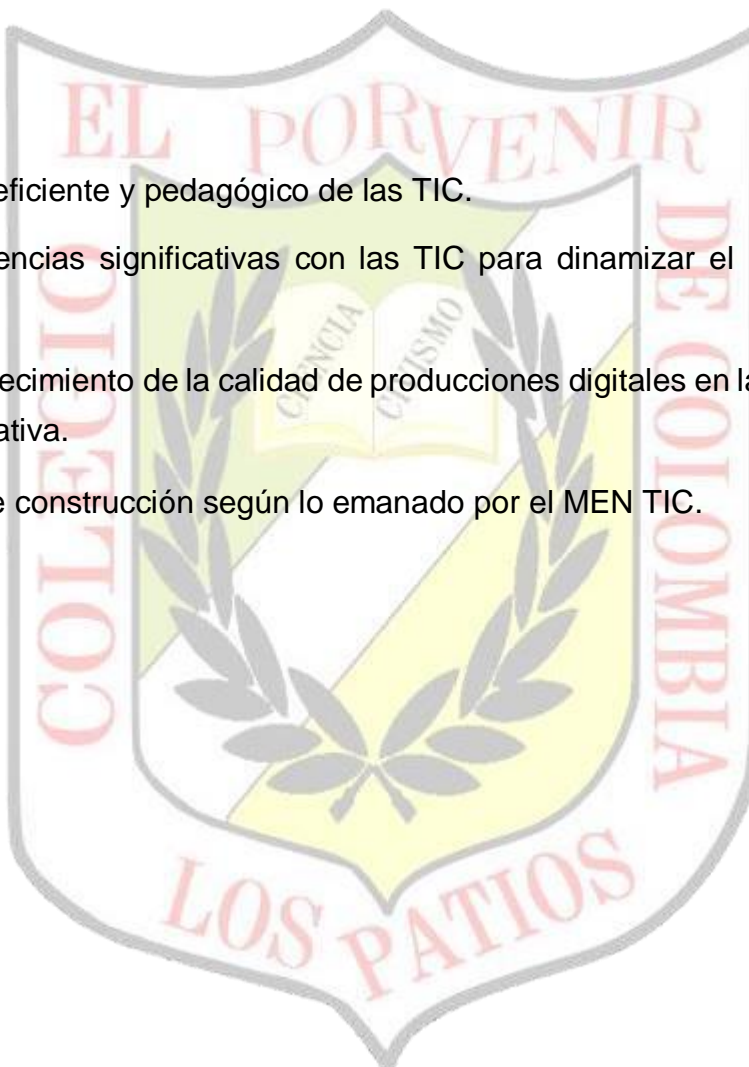 EL PORVENIR
eficiente y pedagógico de las TIC.
encias significativas con las TIC para dinamizar el
COLEGIO
CIENCIA
CIVISMO
DE COLOMBIA
ecimiento de la calidad de producciones digitales en la
ativa.
e construcción según lo emanado por el MEN TIC.
LOS PATIOS